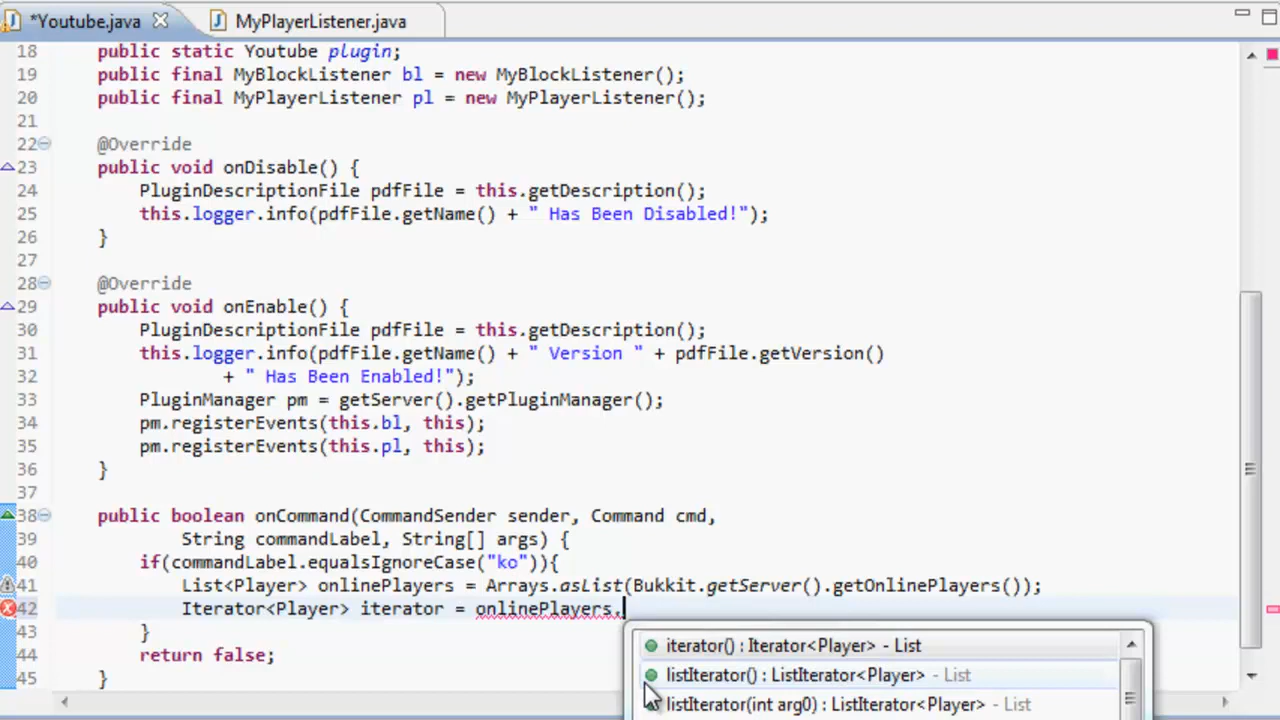 *Youtube.java MyPlayerListener.java
18 public static Youtube plugin;
19 public final MyBlockListener bl = new MyBlockListener();
20 public final MyPlayerListener pl = new MyPlayerListener();
21
22 @Override
23 public void onDisable() {
24 PluginDescriptionFile pdfFile = this.getDescription();
25 this.logger.info(pdfFile.getName() + " Has Been Disabled!");
26 }
27
28 @Override
29 public void onEnable() {
30 PluginDescriptionFile pdfFile = this.getDescription();
31 this.logger.info(pdfFile.getName() + " Version " + pdfFile.getVersion()
32 + " Has Been Enabled!");
33 PluginManager pm = getServer().getPluginManager();
34 pm.registerEvents(this.bl, this);
35 pm.registerEvents(this.pl, this);
36 }
37
38 public boolean onCommand(CommandSender sender, Command cmd,
39 String commandLabel, String[] args) {
40 if(commandLabel.equalsIgnoreCase("ko")){
41 List<Player> onlinePlayers = Arrays.asList(Bukkit.getServer().getOnlinePlayers());
42 Iterator<Player> iterator = onlinePlayers.
43 }
44 return false;
45 }
iterator() : Iterator<Player> - List
listIterator() : ListIterator<Player> - List
listIterator(int arg0) : ListIterator<Player> - List